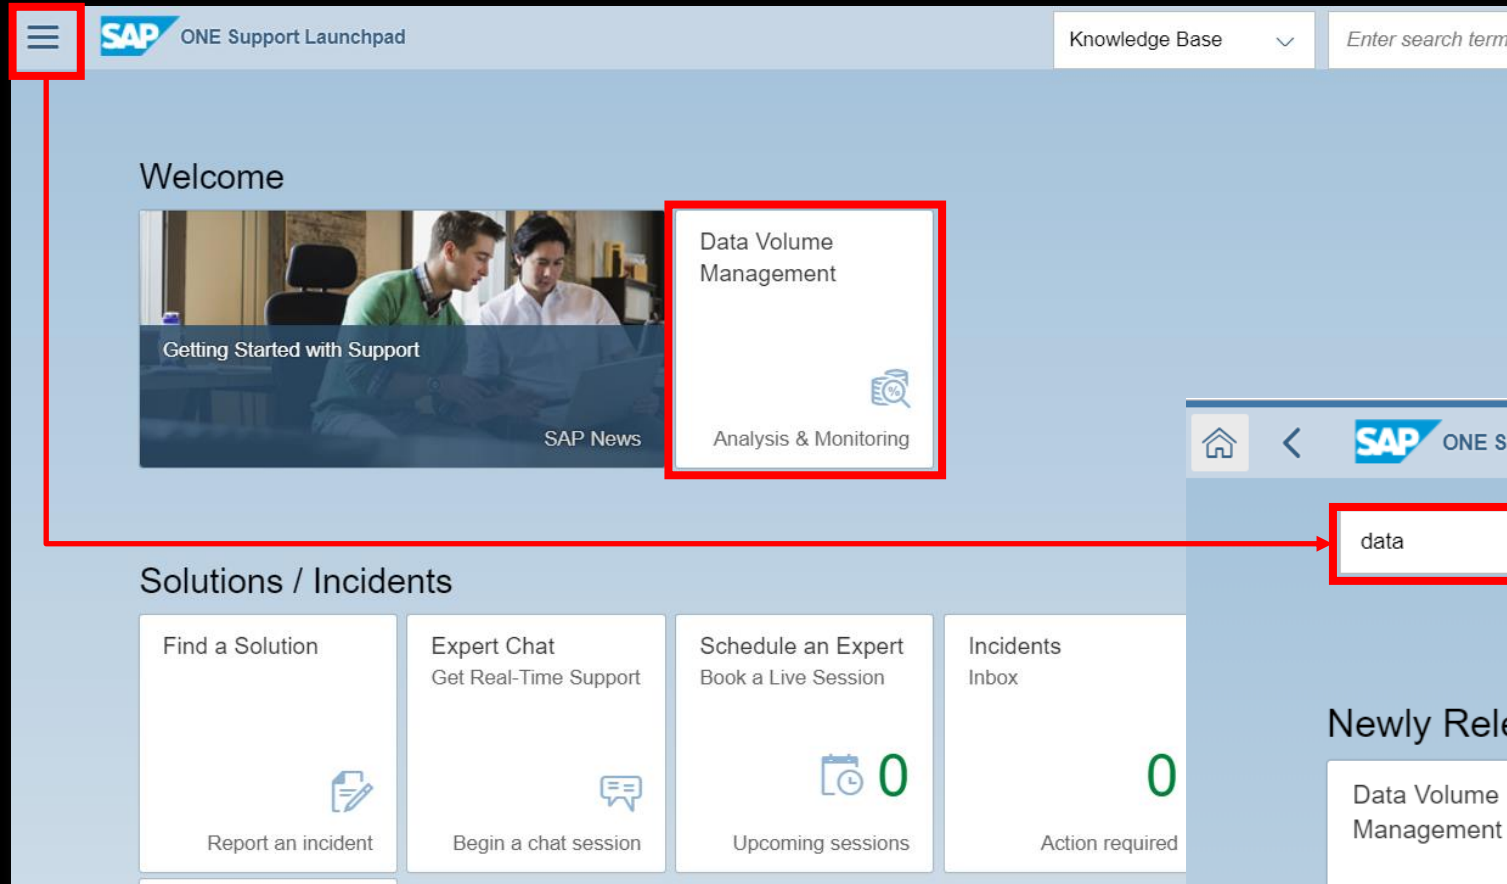 SAP ONE Support Launchpad
Knowledge Base
Enter search term
Welcome
Getting Started with Support
SAP News
Data Volume
Management
Analysis & Monitoring
SAP ONE S
data
Solutions / Incidents
Find a Solution
Report an incident
Expert Chat
Get Real-Time Support
Begin a chat session
Schedule an Expert
Book a Live Session
0
Upcoming sessions
Incidents
Inbox
0
Action required
Newly Rele
Data Volume
Management